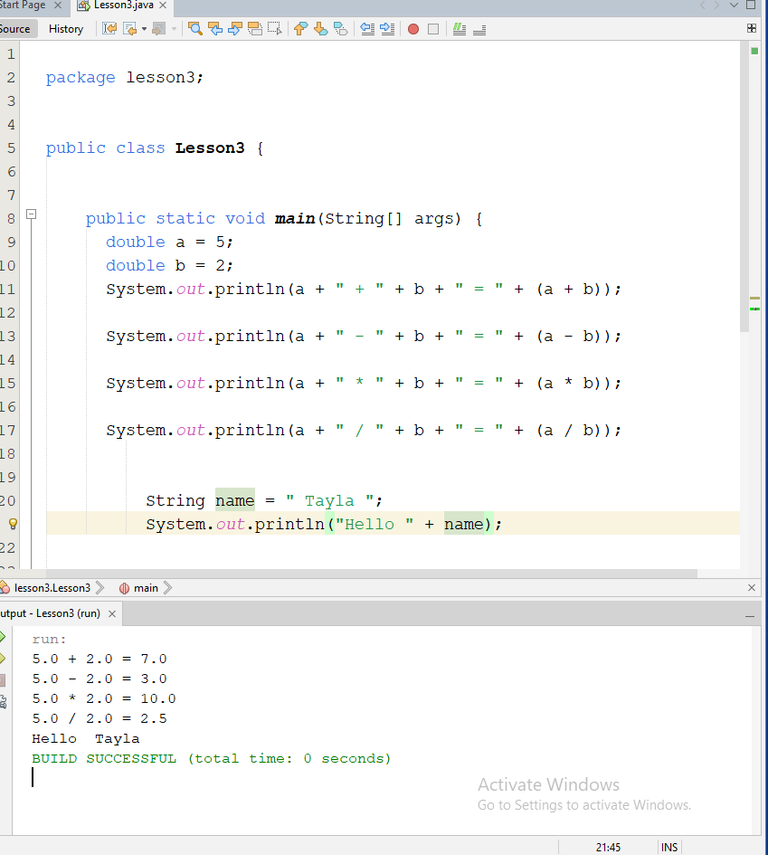 Start Page Lesson3.java
Source History
1
2 package lesson3;
3
4
5 public class Lesson3 {
6
7
8 public static void main(String[] args) {
9 double a = 5;
10 double b = 2;
11 System.out.println(a + " + " + b + " = " + (a + b));
12
13 System.out.println(a + " - " + b + " = " + (a - b));
14
15 System.out.println(a + " * " + b + " = " + (a * b));
16
17 System.out.println(a + " / " + b + " = " + (a / b));
18
19
20 String name = " Tayla ";
System.out.println("Hello " + name);
22
lesson3.Lesson3 main
utput - Lesson3 (run)
run:
5.0 + 2.0 = 7.0
5.0 - 2.0 = 3.0
5.0 * 2.0 = 10.0
5.0 / 2.0 = 2.5
Hello  Tayla
BUILD SUCCESSFUL (total time: 0 seconds)
Activate Windows
Go to Settings to activate Windows.
21:45 INS